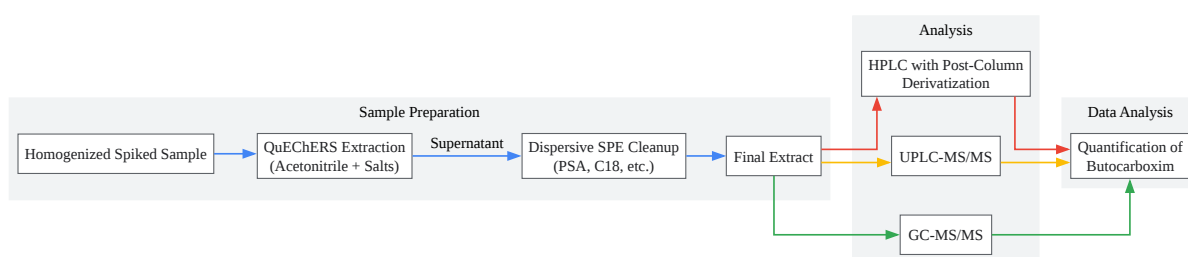 Analysis
HPLC with Post-Column
Derivatization
Sample Preparation
Data Analysis
Homogenized Spiked Sample
QuEChERS Extraction
(Acetonitrile + Salts)
Supernatant
Dispersive SPE Cleanup
(PSA, C18, etc.)
Final Extract
UPLC-MS/MS
Quantification of
Butocarboxim
GC-MS/MS